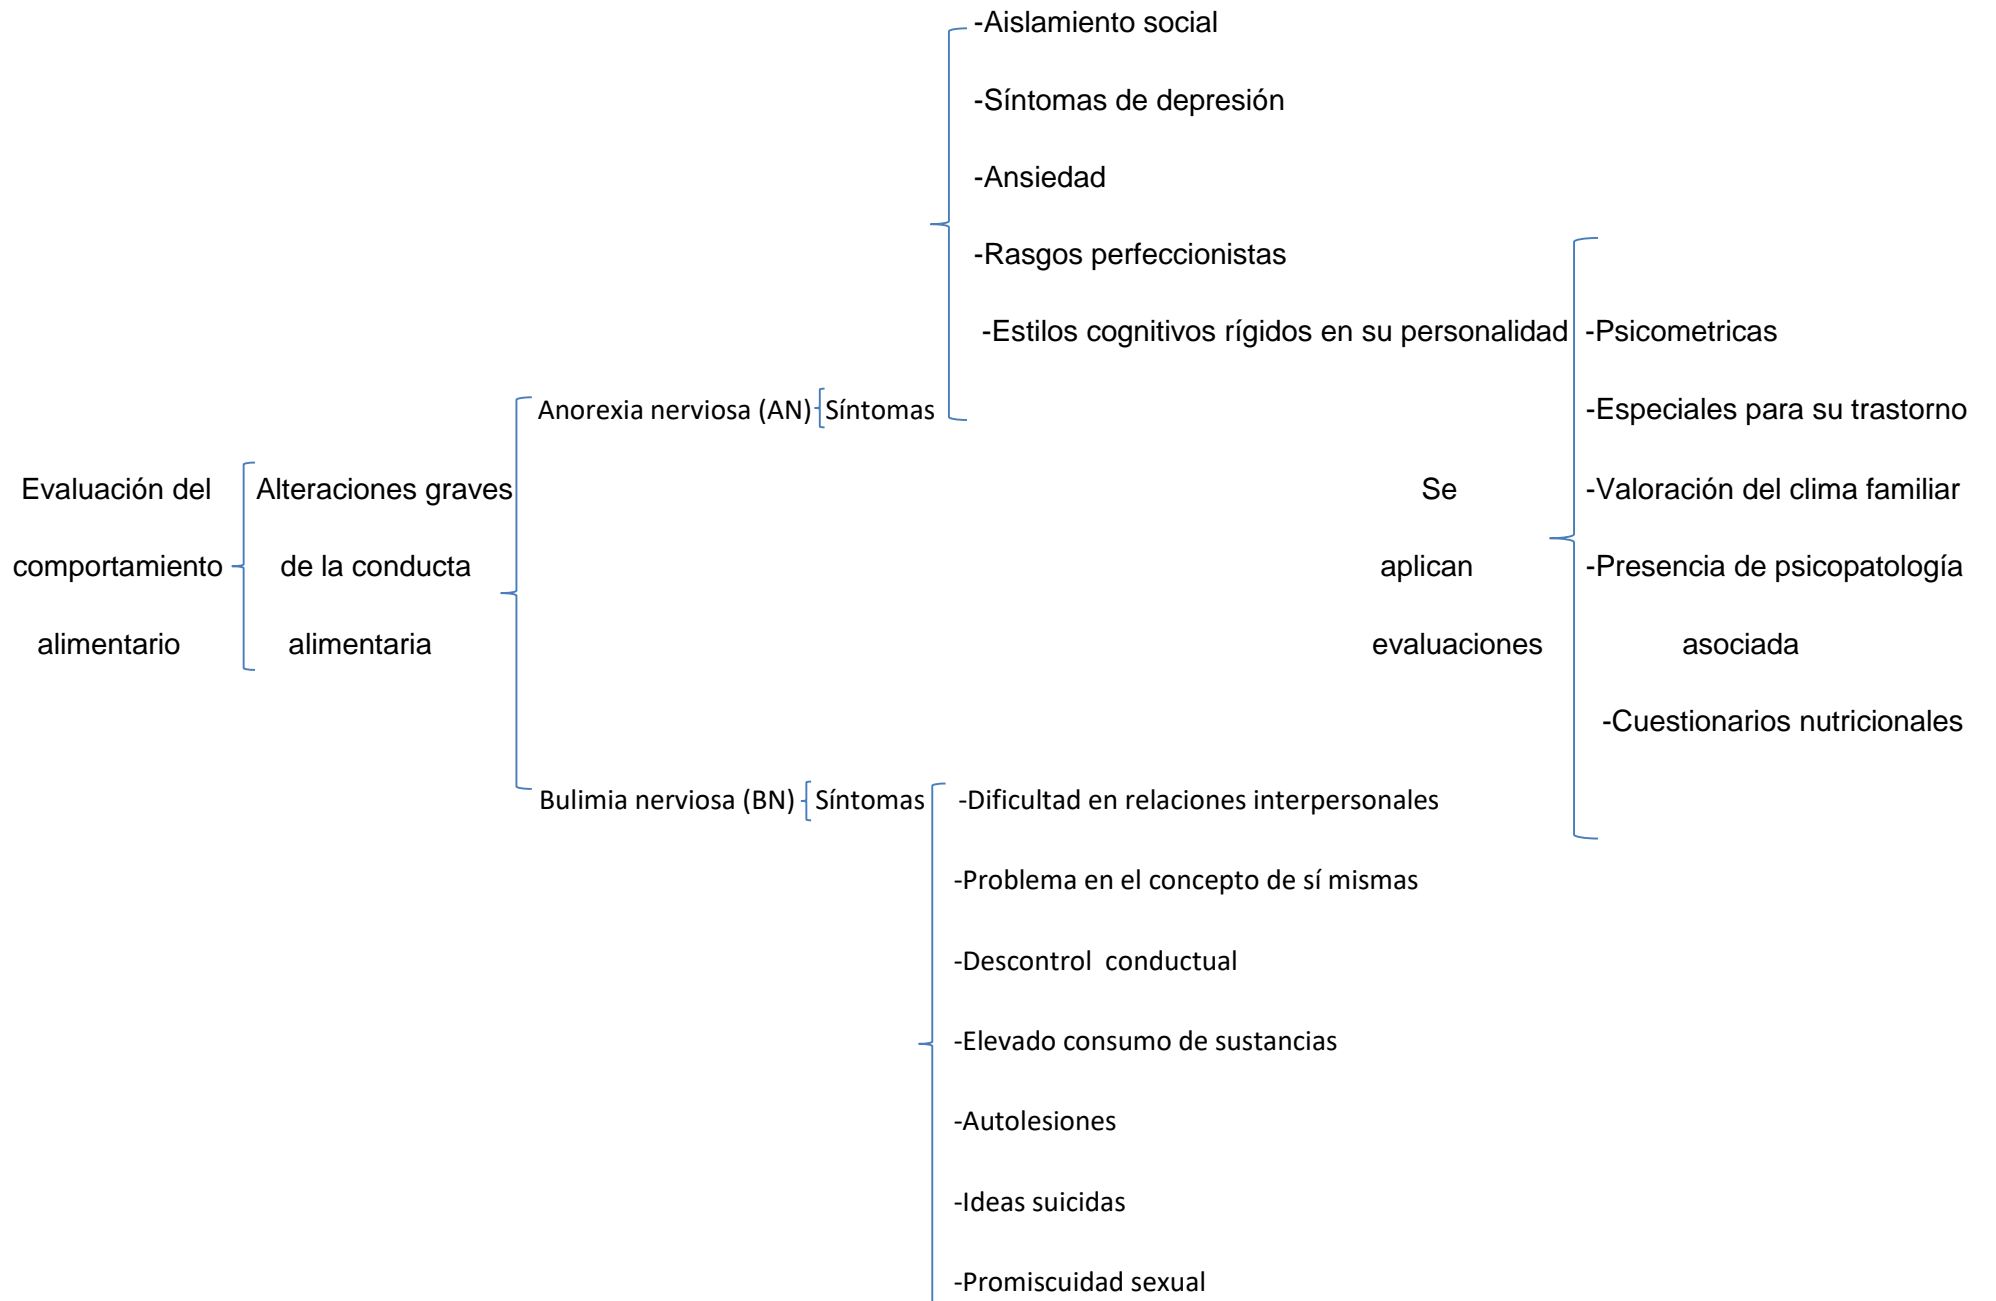 Evaluación del
comportamiento
alimentario
Alteraciones graves
de la conducta
alimentaria
Anorexia nerviosa (AN)
Síntomas
-Aislamiento social
-Síntomas de depresión
-Ansiedad
-Rasgos perfeccionistas
-Estilos cognitivos rígidos en su personalidad
Bulimia nerviosa (BN)
Síntomas
-Dificultad en relaciones interpersonales
-Problema en el concepto de sí mismas
-Descontrol  conductual
-Elevado consumo de sustancias
-Autolesiones
-Ideas suicidas
-Promiscuidad sexual
Se
aplican
evaluaciones
-Psicometricas
-Especiales para su trastorno
-Valoración del clima familiar
-Presencia de psicopatología
asociada
-Cuestionarios nutricionales